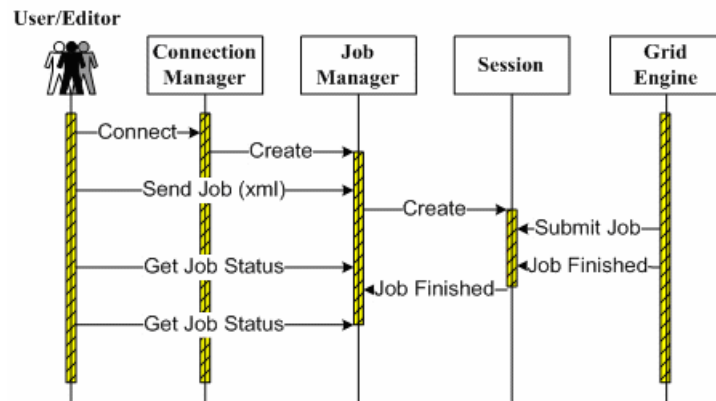 User/Editor
Connection
Manager
Job
Manager
Session
Grid
Engine
Connect
Create
Send Job (xml)
Create
Submit Job
Get Job Status
Job Finished
Job Finished
Get Job Status